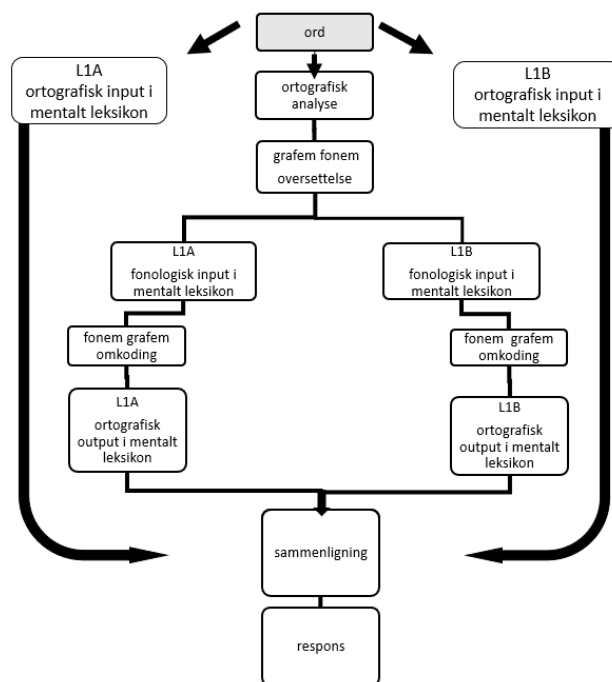 ord
L1A
ortografisk input i
mentalt leksikon
L1B
ortografisk input i
mentalt leksikon
ortografisk
analyse
grafem fonem
oversettelse
L1A
fonologisk input i
mentalt leksikon
L1B
fonologisk input i
mentalt leksikon
fonem grafem
omkoding
fonem grafem
omkoding
L1A
ortografisk
output i mentalt
leksikon
L1B
ortografisk
output i mentalt
leksikon
sammenligning
respons